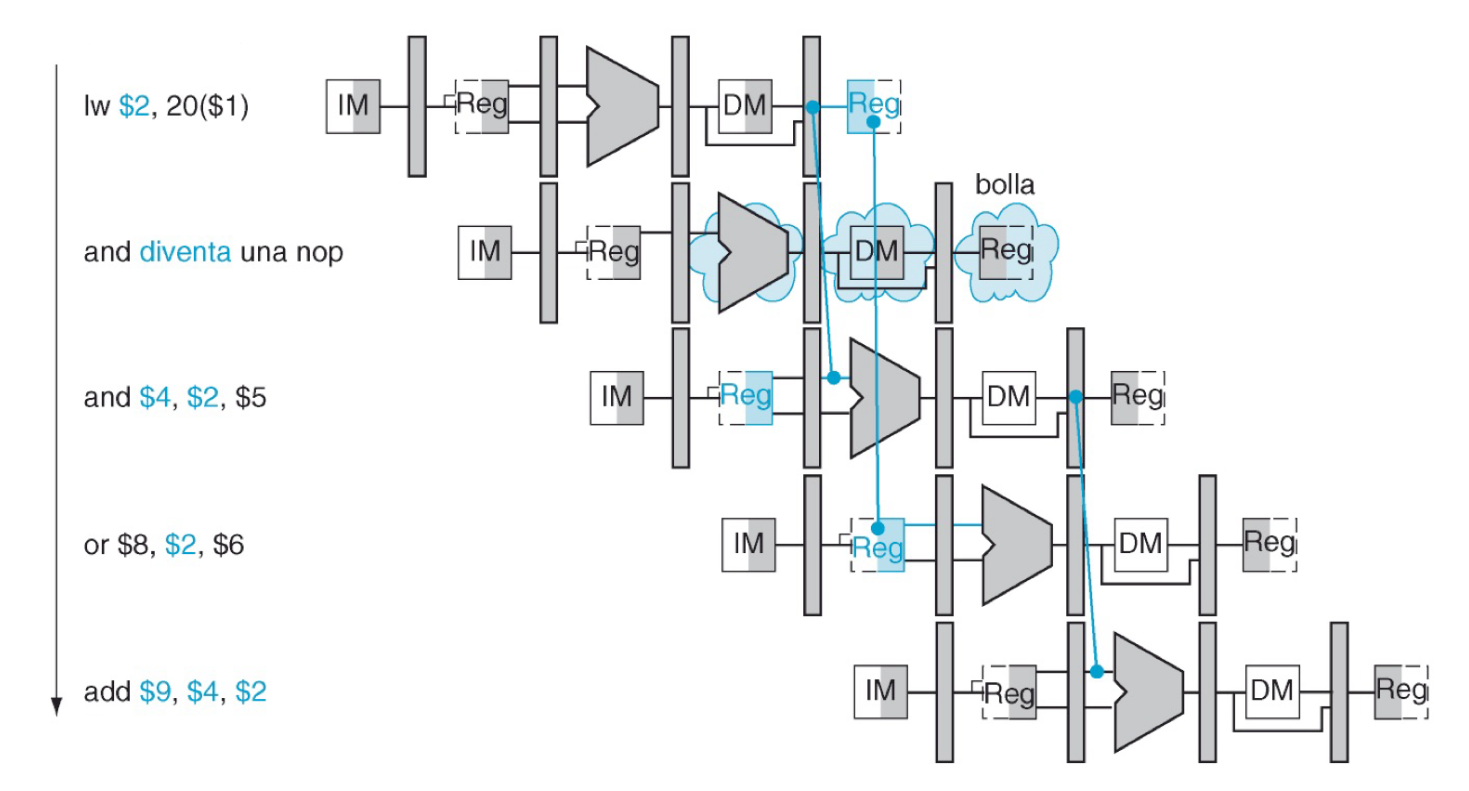 lw $2, 20($1) IM Reg DM Reg
bolla
and diventa una nop IM Reg DM Reg
and $4, $2, $5 IM Reg DM Reg
or $8, $2, $6 IM Reg DM Reg
add $9, $4, $2 IM Reg DM Reg